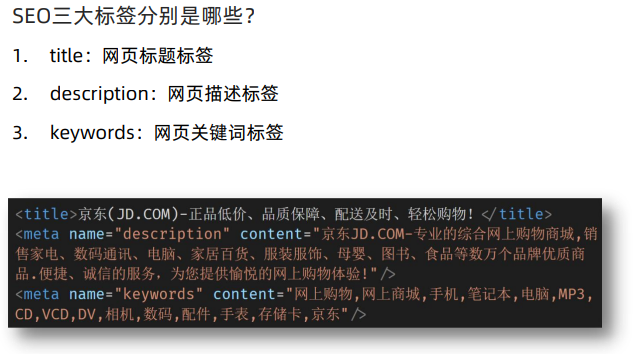 SEO三大标签分别是哪些？
1. title：网页标题标签
2. description：网页描述标签
3. keywords：网页关键词标签
<title>京东(JD.COM)-正品低价、品质保障、配送及时、轻松购物！</title>
<meta name="description" content="京东JD.COM-专业的综合网上购物商城,销
售家电、数码通讯、电脑、家居百货、服装服饰、母婴、图书、食品等数万个品牌优质商
品.便捷、诚信的服务，为您提供愉悦的网上购物体验!"/>
<meta name="keywords" content="网上购物,网上商城,手机,笔记本,电脑,MP3,
CD,VCD,DV,相机,数码,配件,手表,存储卡,京东"/>